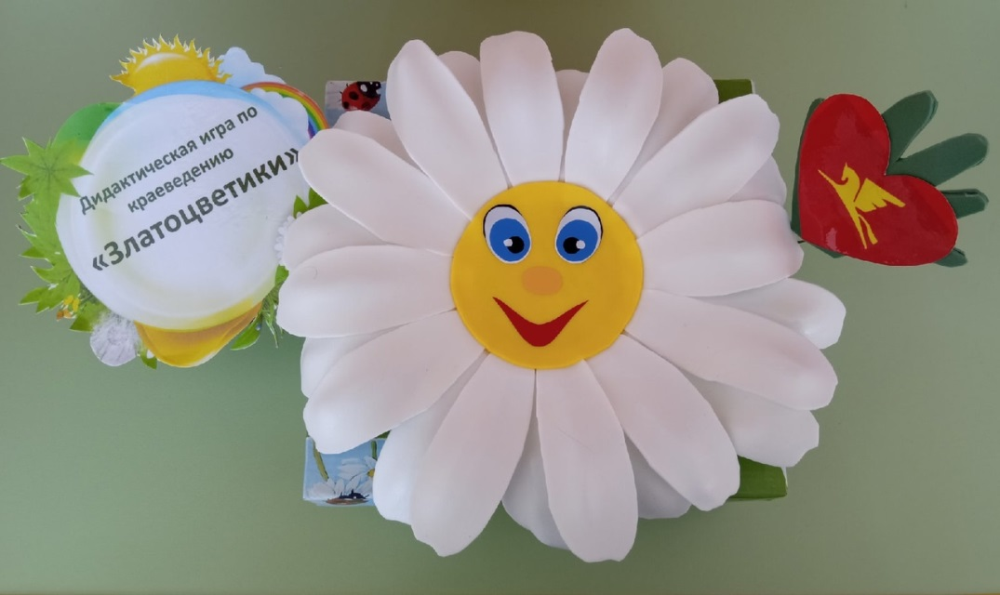 Дидактическая игра по
краеведению
«Златоцветики»